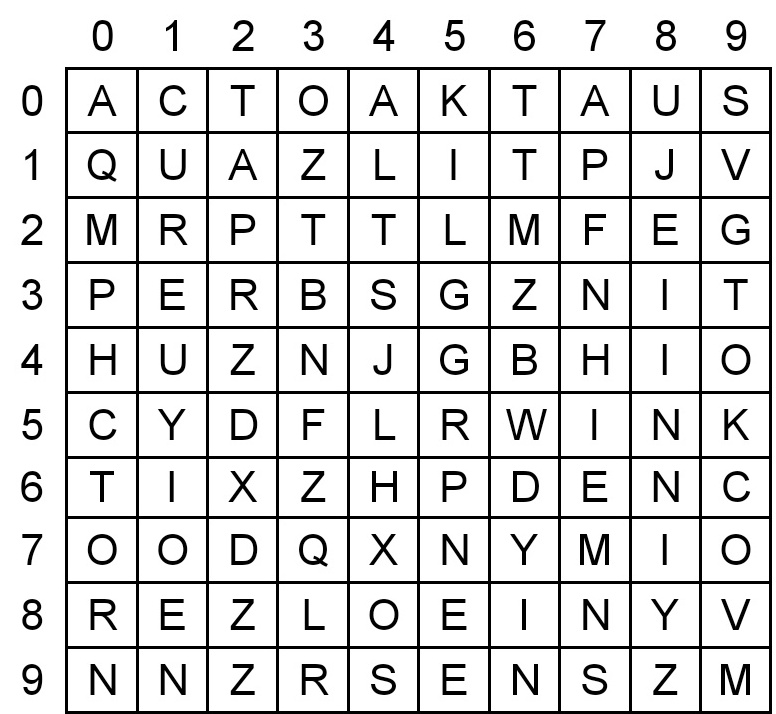 0 1 2 3 4 5 6 7 8 9
0 A C T O A K T A U S
1 Q U A Z L I T P J V
2 M R P T T L M F E G
3 P E R B S G Z N I T
4 H U Z N J G B H I O
5 C Y D F L R W I N K
6 T I X Z H P D E N C
7 O O D Q X N Y M I O
8 R E Z L O E I N Y V
9 N N Z R S E N S Z M